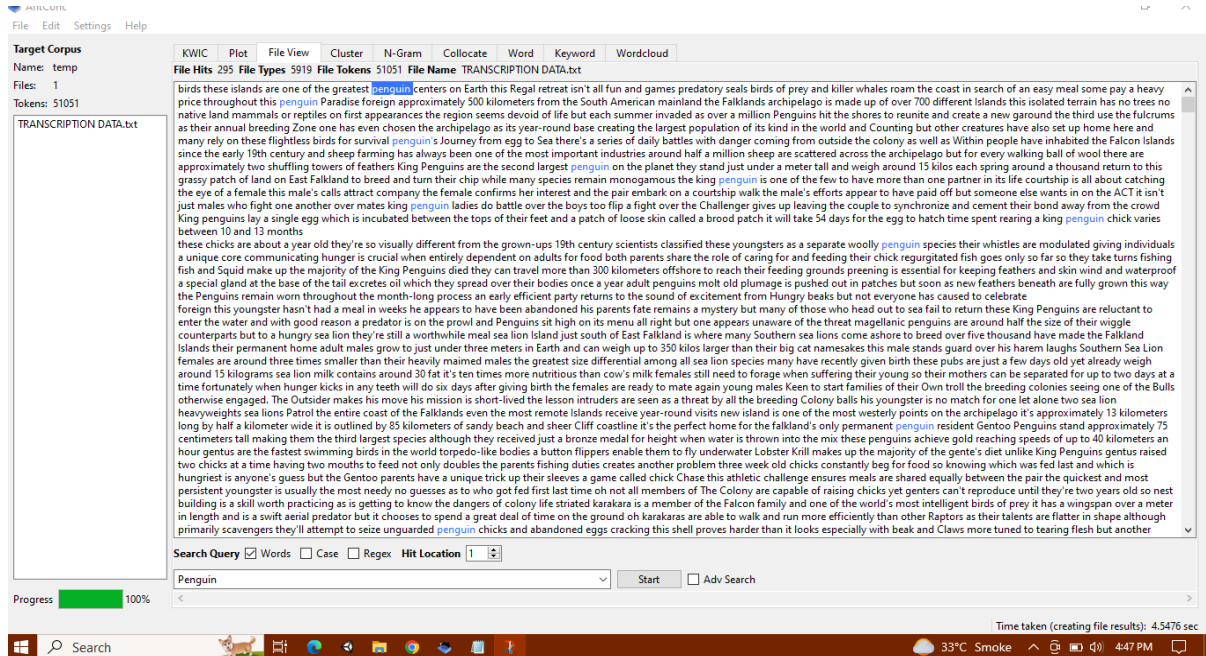 AntConc
File Edit Settings Help
Target Corpus
Name: temp
Files: 1
Tokens: 51051
TRANSCRIPTION DATA.txt
Progress 100%
KWIC Plot File View Cluster N-Gram Collocate Word Keyword Wordcloud
File Hits 295 File Types 5919 File Tokens 51051 File Name TRANSCRIPTION DATA.txt
birds these islands are one of the greatest penguin centers on Earth this Regal retreat isn't all fun and games predatory seals birds of prey and killer whales roam the coast in search of an easy meal some pay a heavy
price throughout this penguin Paradise foreign approximately 500 kilometers from the South American mainland the Falklands archipelago is made up of over 700 different Islands this isolated terrain has no trees no
native land mammals or reptiles on first appearances the region seems devoid of life but each summer invaded as over a million Penguins hit the shores to reunite and create a new garound the third use the fulcrums
as their annual breeding Zone one has even chosen the archipelago as its year-round base creating the largest population of its kind in the world and Counting but other creatures have also set up home here and
many rely on these flightless birds for survival penguin's Journey from egg to Sea there's a series of daily battles with danger coming from outside the colony as well as Within people have inhabited the Falcon Islands
since the early 19th century and sheep farming has always been one of the most important industries around half a million sheep are scattered across the archipelago but for every walking ball of wool there are
approximately two shuffling towers of feathers King Penguins are the second largest penguin on the planet they stand just under a meter tall and weigh around 15 kilos each spring around a thousand return to this
grassy patch of land on East Falkland to breed and turn their chip while many species remain monogamous the king penguin is one of the few to have more than one partner in its life courtship is all about catching
the eye of a female this male's calls attract company the female confirms her interest and the pair embark on a courtship walk the male's efforts appear to have paid off but someone else wants in on the ACT it isn't
just males who fight one another over mates king penguin ladies do battle over the boys too flip a fight over the Challenger gives up leaving the couple to synchronize and cement their bond away from the crowd
King penguins lay a single egg which is incubated between the tops of their feet and a patch of loose skin called a brood patch it will take 54 days for the egg to hatch time spent rearing a king penguin chick varies
between 10 and 13 months
these chicks are about a year old they're so visually different from the grown-ups 19th century scientists classified these youngsters as a separate woolly penguin species their whistles are modulated giving individuals
a unique core communicating hunger is crucial when entirely dependent on adults for food both parents share the role of caring for and feeding their chick regurgitated fish goes only so far so they take turns fishing
fish and Squid make up the majority of the King Penguins died they can travel more than 300 kilometers offshore to reach their feeding grounds preening is essential for keeping feathers and skin wind and waterproof
a special gland at the base of the tail excretes oil which they spread over their bodies once a year adult penguins molt old plumage is pushed out in patches but soon as new feathers beneath are fully grown this way
the Penguins remain worn throughout the month-long process an early efficient party returns to the sound of excitement from Hungry beaks but not everyone has caused to celebrate
foreign this youngster hasn't had a meal in weeks he appears to have been abandoned his parents fate remains a mystery but many of those who head out to sea fail to return these King Penguins are reluctant to
enter the water and with good reason a predator is on the prowl and Penguins sit high on its menu all right but one appears unaware of the threat magellanic penguins are around half the size of their wiggle
counterparts but to a hungry sea lion they're still a worthwhile meal sea lion Island just south of East Falkland is where many Southern sea lions come ashore to breed over five thousand have made the Falkland
Islands their permanent home adult males grow to just under three meters in Earth and can weigh up to 350 kilos larger than their big cat namesakes this male stands guard over his harem laughs Southern Sea Lion
females are around three times smaller than their heavily maimed males the greatest size differential among all sea lion species many have recently given birth these pubs are just a few days old yet already weigh
around 15 kilograms sea lion milk contains around 30 fat it's ten times more nutritious than cow's milk females still need to forage when suffering their young so their mothers can be separated for up to two days at a
time fortunately when hunger kicks in any teeth will do six days after giving birth the females are ready to mate again young males Keen to start families of their Own troll the breeding colonies seeing one of the Bulls
otherwise engaged. The Outsider makes his move his mission is short-lived the lesson intruders are seen as a threat by all the breeding Colony balls his youngster is no match for one let alone two sea lion
heavyweights sea lions Patrol the entire coast of the Falklands even the most remote Islands receive year-round visits new island is one of the most westerly points on the archipelago it's approximately 13 kilometers
long by half a kilometer wide it is outlined by 85 kilometers of sandy beach and sheer Cliff coastline it's the perfect home for the falkland's only permanent penguin resident Gentoo Penguins stand approximately 75
centimeters tall making them the third largest species although they received just a bronze medal for height when water is thrown into the mix these penguins achieve gold reaching speeds of up to 40 kilometers an
hour gentus are the fastest swimming birds in the world torpedo-like bodies a button flippers enable them to fly underwater Lobster Krill makes up the majority of the gente's diet unlike King Penguins gentus raised
two chicks at a time having two mouths to feed not only doubles the parents fishing duties creates another problem three week old chicks constantly beg for food so knowing which was fed last and which is
hungriest is anyone's guess but the Gentoo parents have a unique trick up their sleeves a game called chick Chase this athletic challenge ensures meals are shared equally between the pair the quickest and most
persistent youngster is usually the most needy no guesses as to who got fed first last time oh not all members of The Colony are capable of raising chicks yet genters can't reproduce until they're two years old so nest
building is a skill worth practicing as is getting to know the dangers of colony life striated karakara is a member of the Falcon family and one of the world's most intelligent birds of prey it has a wingspan over a meter
in length and is a swift aerial predator but it chooses to spend a great deal of time on the ground oh karakaras are able to walk and run more efficiently than other Raptors as their talents are flatter in shape although
primarily scavengers they'll attempt to seize unguarded penguin chicks and abandoned eggs cracking this shell proves harder than it looks especially with beak and Claws more tuned to tearing flesh but another
Search Query Words Case Regex Hit Location 1
Penguin Start Adv Search
Time taken (creating file results): 4.5476 sec
Search 33°C Smoke 4:47 PM